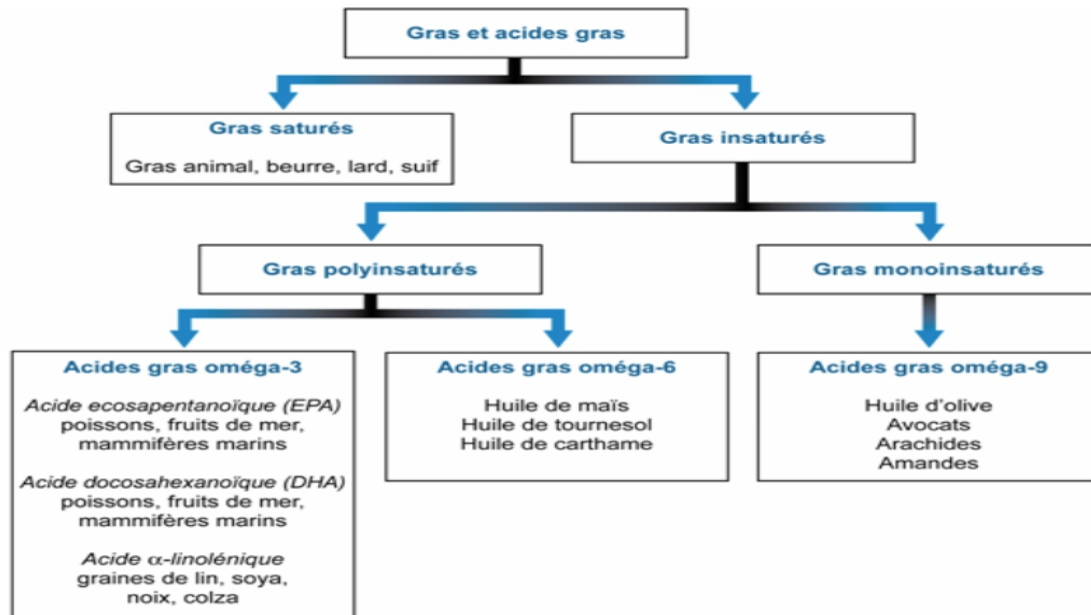 Gras et acides gras
Gras saturés
Gras animal, beurre, lard, suif
Gras insaturés
Gras polyinsaturés
Gras monoinsaturés
Acides gras oméga-3
Acide ecosapentanoïque (EPA)
poissons, fruits de mer,
mammifères marins
Acide docosahexanoïque (DHA)
poissons, fruits de mer,
mammifères marins
Acide α-linolénique
graines de lin, soya,
noix, colza
Acides gras oméga-6
Huile de maïs
Huile de tournesol
Huile de carthame
Acides gras oméga-9
Huile d'olive
Avocats
Arachides
Amandes